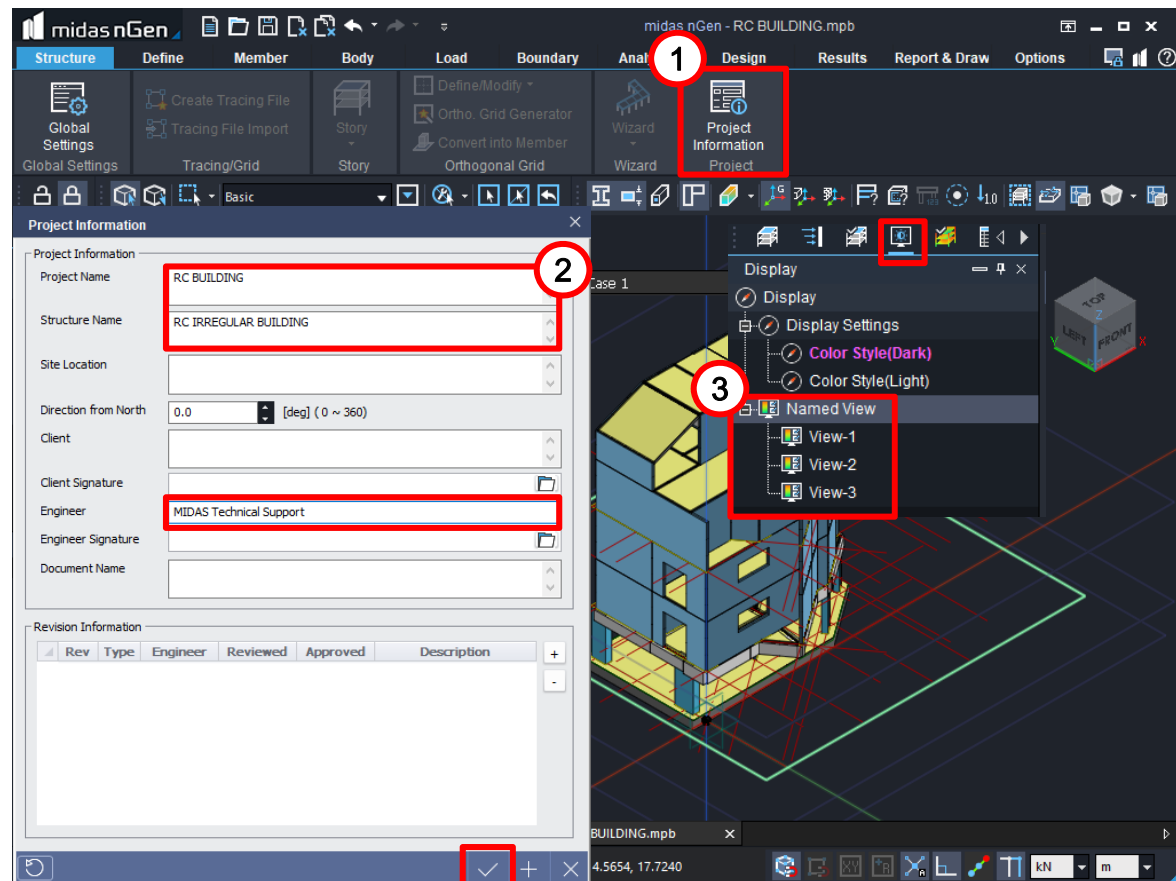 midas nGen
midas nGen - RC BUILDING.mpb
Structure Define Member Body Load Boundary Design Results Report & Draw Options
1
Global Settings
Create Tracing File
Tracing File Import
Story
Define/Modify
Ortho. Grid Generator
Convert into Member
Wizard
Project Information
Global Settings Tracing/Grid Story Orthogonal Grid Wizard Project
Basic
1.0
Project Information
Project Information
2
Project Name RC BUILDING
Structure Name RC IRREGULAR BUILDING
Site Location
Direction from North 0.0 [deg] ( 0 ~ 360)
Client
Client Signature
Engineer MIDAS Technical Support
Engineer Signature
Document Name
Revision Information
Rev Type Engineer Reviewed Approved Description
+
-
Case 1
Display
Display
Display Settings
Color Style(Dark)
Color Style(Light)
3
Named View
View-1
View-2
View-3
TOP
LEFT
FRONT
Z
Y
X
BUILDING.mpb
4.5654, 17.7240
kN
m